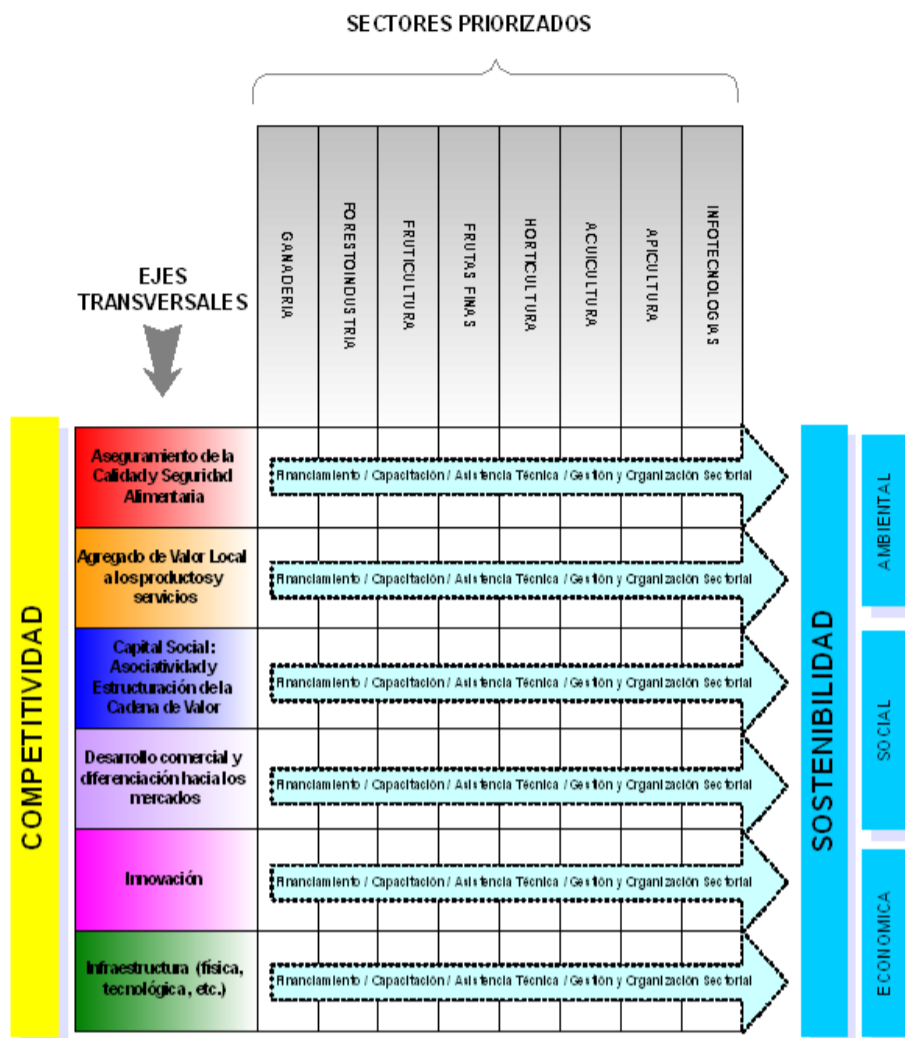 SECTORES PRIORIZADOS
GANADERIA
FORESTOINDUSTRIA
FRUTICULTURA
FRUTAS FINAS
HORTICULTURA
ACUICULTURA
APICULTURA
INFOTECNOLOGIAS
EJES
TRANSVERSALES
COMPETITIVIDAD
Aseguramiento de la
Calidad y Seguridad
Alimentaria
Financiamiento / Capacitación / Asistencia Técnica / Gestión y Organización Sectorial
Agregado de Valor Local
a los productos y
servicios
Financiamiento / Capacitación / Asistencia Técnica / Gestión y Organización Sectorial
Capital Social:
Asociatividad y
Estructuración de la
Cadena de Valor
Financiamiento / Capacitación / Asistencia Técnica / Gestión y Organización Sectorial
Desarrollo comercial y
diferenciación hacia los
mercados
Financiamiento / Capacitación / Asistencia Técnica / Gestión y Organización Sectorial
Innovación
Financiamiento / Capacitación / Asistencia Técnica / Gestión y Organización Sectorial
Infraestructura (física,
tecnológica, etc.)
Financiamiento / Capacitación / Asistencia Técnica / Gestión y Organización Sectorial
SOSTENIBILIDAD
AMBIENTAL
SOCIAL
ECONOMICA